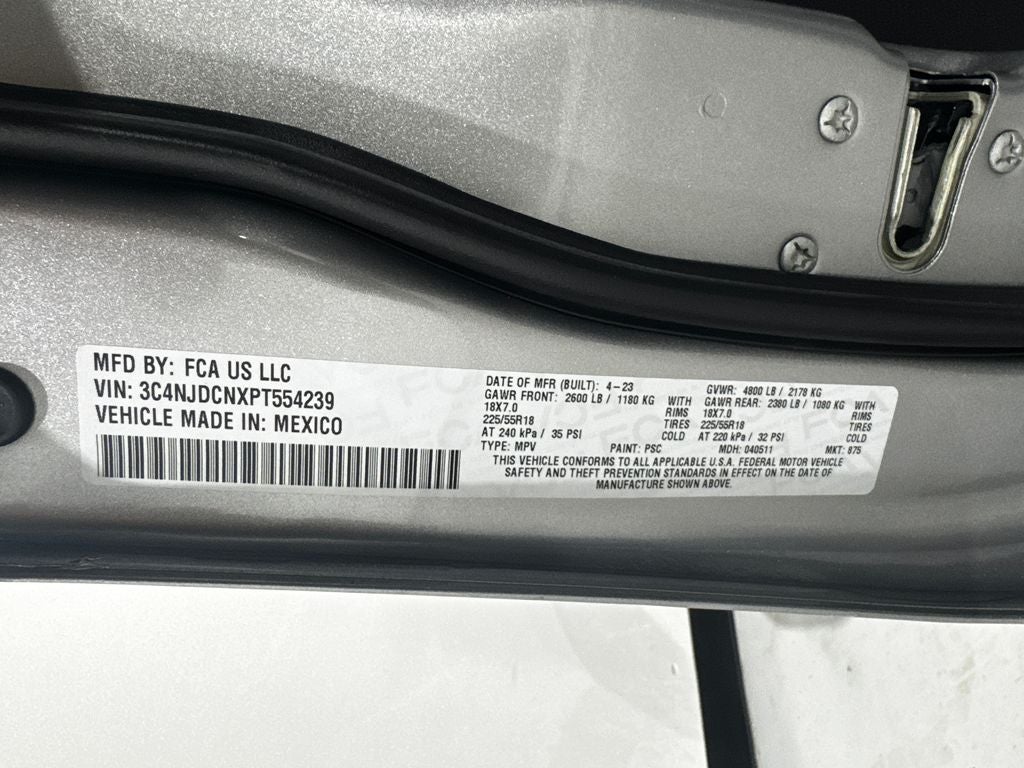 MFD BY: FCA US LLC
VIN: 3C4NJDCNXPT554239
VEHICLE MADE IN: MEXICO
DATE OF MFR (BUILT): 4-23 GVWR: 4800 LB / 2178 KG
GAWR FRONT: 2600 LB / 1180 KG WITH GAWR REAR: 2380 LB / 1080 KG WITH
18X7.0 RIMS 18X7.0 RIMS
225/55R18 TIRES 225/55R18 TIRES
AT 240 kPa / 35 PSI COLD AT 220 kPa / 32 PSI COLD
TYPE: MPV PAINT: PSC MDH: 040511 MKT: 875
THIS VEHICLE CONFORMS TO ALL APPLICABLE U.S.A. FEDERAL MOTOR VEHICLE
SAFETY AND THEFT PREVENTION STANDARDS IN EFFECT ON THE DATE OF
MANUFACTURE SHOWN ABOVE.